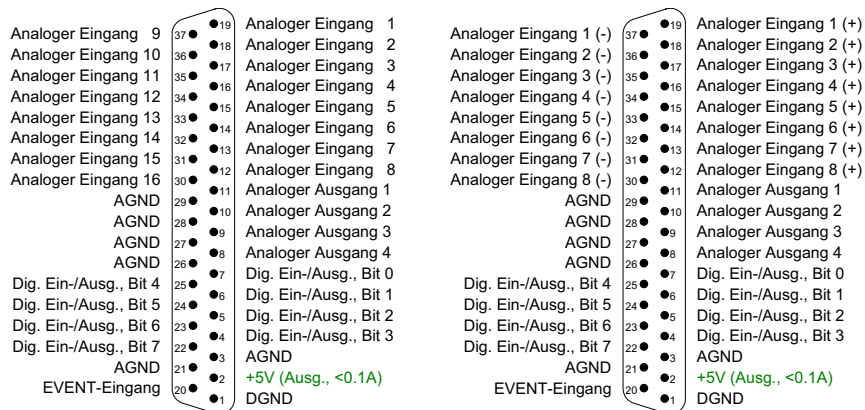 Analoger Eingang 9 37 19 Analoger Eingang 1
Analoger Eingang 10 36 18 Analoger Eingang 2
Analoger Eingang 11 35 17 Analoger Eingang 3
Analoger Eingang 12 34 16 Analoger Eingang 4
Analoger Eingang 13 33 15 Analoger Eingang 5
Analoger Eingang 14 32 14 Analoger Eingang 6
Analoger Eingang 15 31 13 Analoger Eingang 7
Analoger Eingang 16 30 12 Analoger Eingang 8
AGND 29 11 Analoger Ausgang 1
AGND 28 10 Analoger Ausgang 2
AGND 27 9 Analoger Ausgang 3
AGND 26 8 Analoger Ausgang 4
Dig. Ein-/Ausg., Bit 4 25 7 Dig. Ein-/Ausg., Bit 0
Dig. Ein-/Ausg., Bit 5 24 6 Dig. Ein-/Ausg., Bit 1
Dig. Ein-/Ausg., Bit 6 23 5 Dig. Ein-/Ausg., Bit 2
Dig. Ein-/Ausg., Bit 7 22 4 Dig. Ein-/Ausg., Bit 3
AGND 21 3 AGND
EVENT-Eingang 20 2 +5V (Ausg., <0.1A)
1 DGND
Analoger Eingang 1 (-) 37 19 Analoger Eingang 1 (+)
Analoger Eingang 2 (-) 36 18 Analoger Eingang 2 (+)
Analoger Eingang 3 (-) 35 17 Analoger Eingang 3 (+)
Analoger Eingang 4 (-) 34 16 Analoger Eingang 4 (+)
Analoger Eingang 5 (-) 33 15 Analoger Eingang 5 (+)
Analoger Eingang 6 (-) 32 14 Analoger Eingang 6 (+)
Analoger Eingang 7 (-) 31 13 Analoger Eingang 7 (+)
Analoger Eingang 8 (-) 30 12 Analoger Eingang 8 (+)
AGND 29 11 Analoger Ausgang 1
AGND 28 10 Analoger Ausgang 2
AGND 27 9 Analoger Ausgang 3
AGND 26 8 Analoger Ausgang 4
Dig. Ein-/Ausg., Bit 4 25 7 Dig. Ein-/Ausg., Bit 0
Dig. Ein-/Ausg., Bit 5 24 6 Dig. Ein-/Ausg., Bit 1
Dig. Ein-/Ausg., Bit 6 23 5 Dig. Ein-/Ausg., Bit 2
Dig. Ein-/Ausg., Bit 7 22 4 Dig. Ein-/Ausg., Bit 3
AGND 21 3 AGND
EVENT-Eingang 20 2 +5V (Ausg., <0.1A)
1 DGND